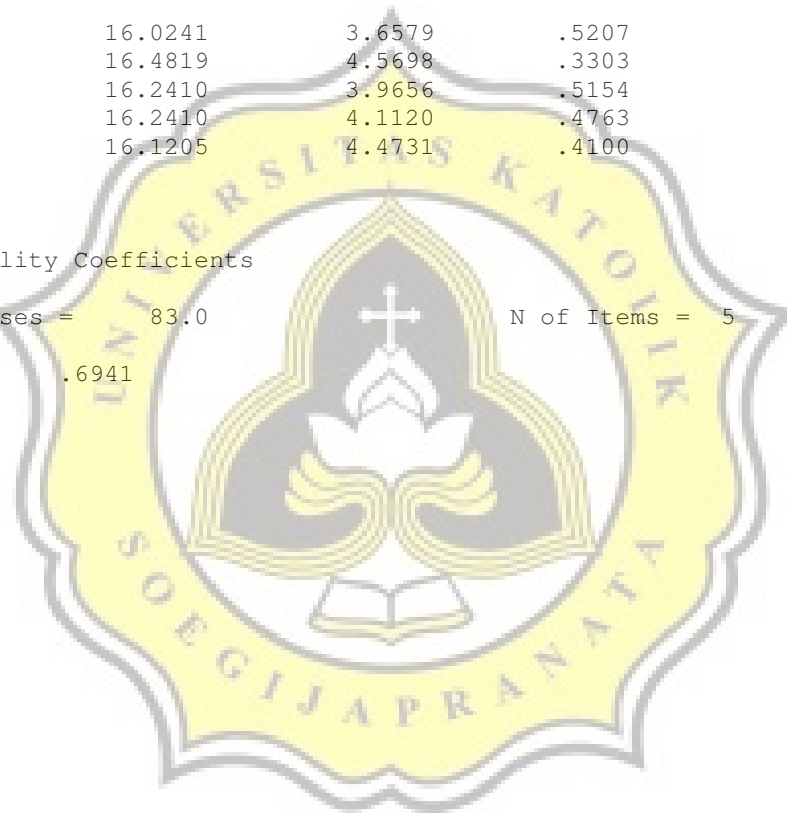 16.0241 3.6579 .5207
16.4819 4.5698 .3303
16.2410 3.9656 .5154
16.2410 4.1120 .4763
16.1205 4.4731 .4100
lity Coefficients
ses = 83.0 N of Items = 5
.6941
UNIVERSITAS KATOLIK
SOEGIJAPRANATA